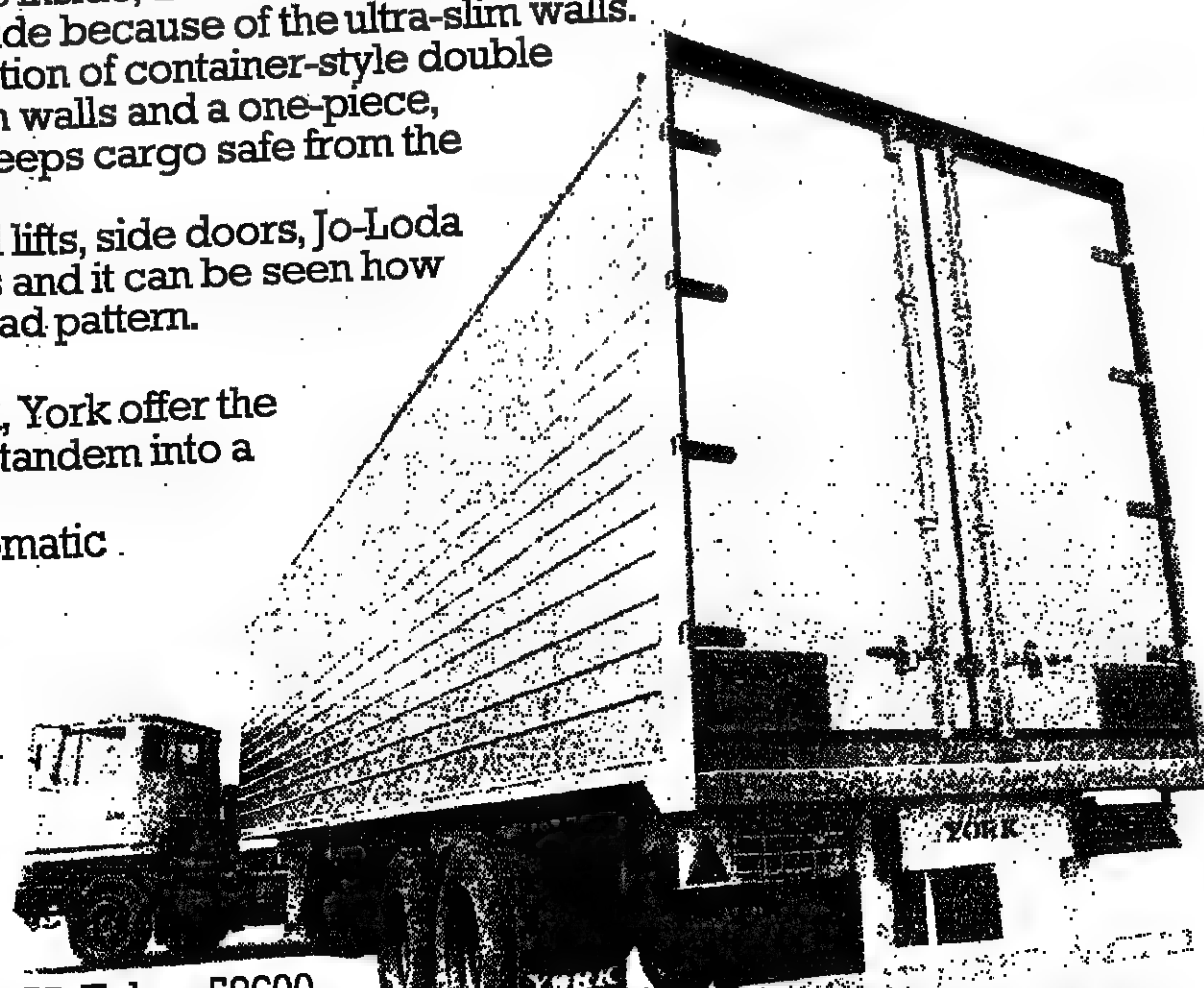 de because of the ultra-slim walls.
tion of container-style double
n walls and a one-piece,
eeps cargo safe from the
lifts, side doors, Jo-Loda
s and it can be seen how
ad pattern.
, York offer the
tandem into a
matic
YORK
YORK
58600